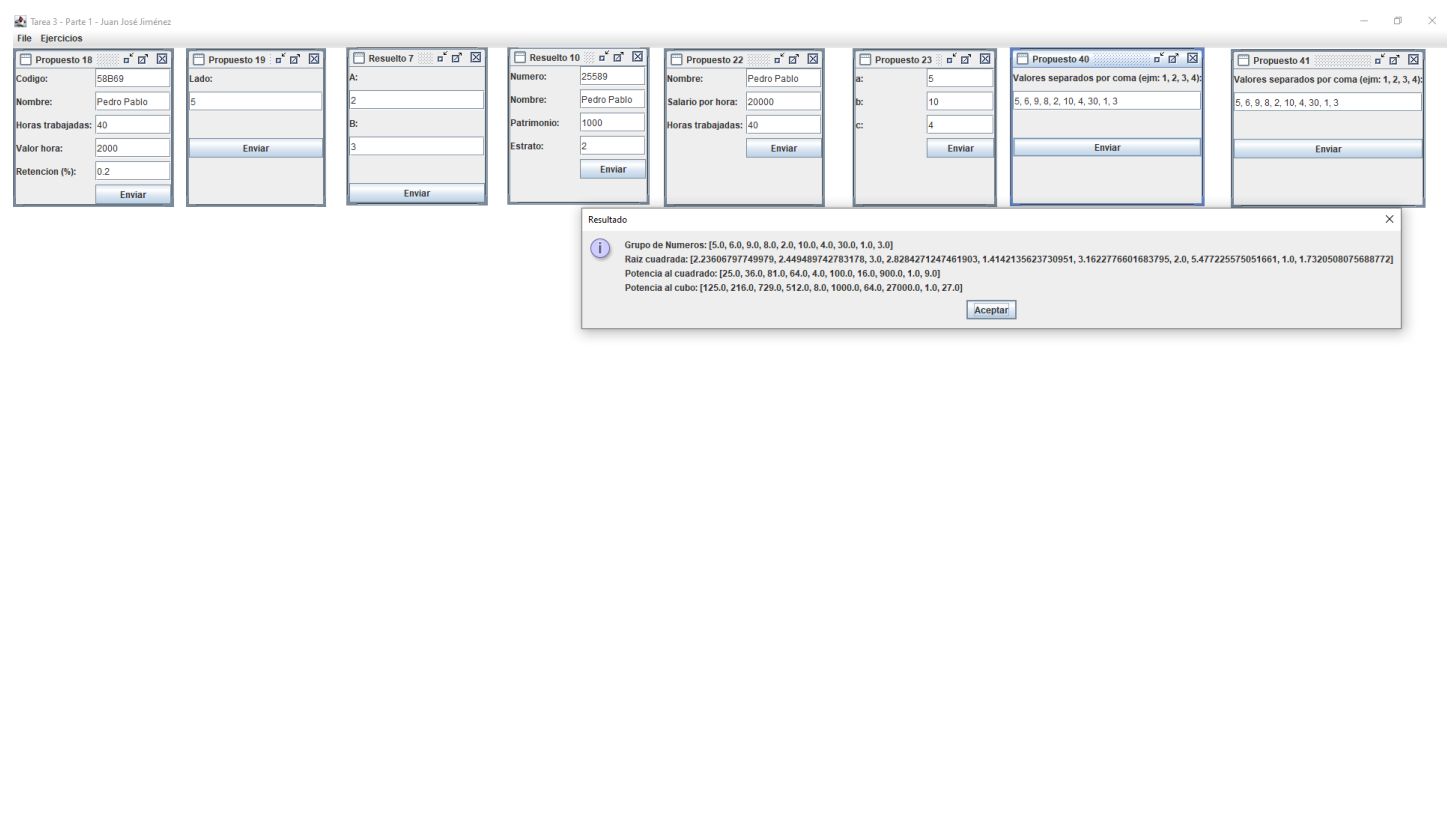 Tarea 3 - Parte 1 - Juan José Jiménez
File Ejercicios
Propuesto 18
Codigo: 58B69
Nombre: Pedro Pablo
Horas trabajadas: 40
Valor hora: 2000
Retencion (%): 0.2
Enviar
Propuesto 19
Lado:
5
Enviar
Resuelto 7
A:
2
B:
3
Enviar
Resuelto 10
Numero: 25589
Nombre: Pedro Pablo
Patrimonio: 1000
Estrato: 2
Enviar
Propuesto 22
Nombre: Pedro Pablo
Salario por hora: 20000
Horas trabajadas: 40
Enviar
Propuesto 23
a: 5
b: 10
c: 4
Enviar
Propuesto 40
Valores separados por coma (ejm: 1, 2, 3, 4):
5, 6, 9, 8, 2, 10, 4, 30, 1, 3
Enviar
Propuesto 41
Valores separados por coma (ejm: 1, 2, 3, 4):
5, 6, 9, 8, 2, 10, 4, 30, 1, 3
Enviar
Resultado
Grupo de Numeros: [5.0, 6.0, 9.0, 8.0, 2.0, 10.0, 4.0, 30.0, 1.0, 3.0]
Raiz cuadrada: [2.23606797749979, 2.449489742783178, 3.0, 2.8284271247461903, 1.4142135623730951, 3.1622776601683795, 2.0, 5.477225575051661, 1.0, 1.7320508075688772]
Potencia al cuadrado: [25.0, 36.0, 81.0, 64.0, 4.0, 100.0, 16.0, 900.0, 1.0, 9.0]
Potencia al cubo: [125.0, 216.0, 729.0, 512.0, 8.0, 1000.0, 64.0, 27000.0, 1.0, 27.0]
Aceptar